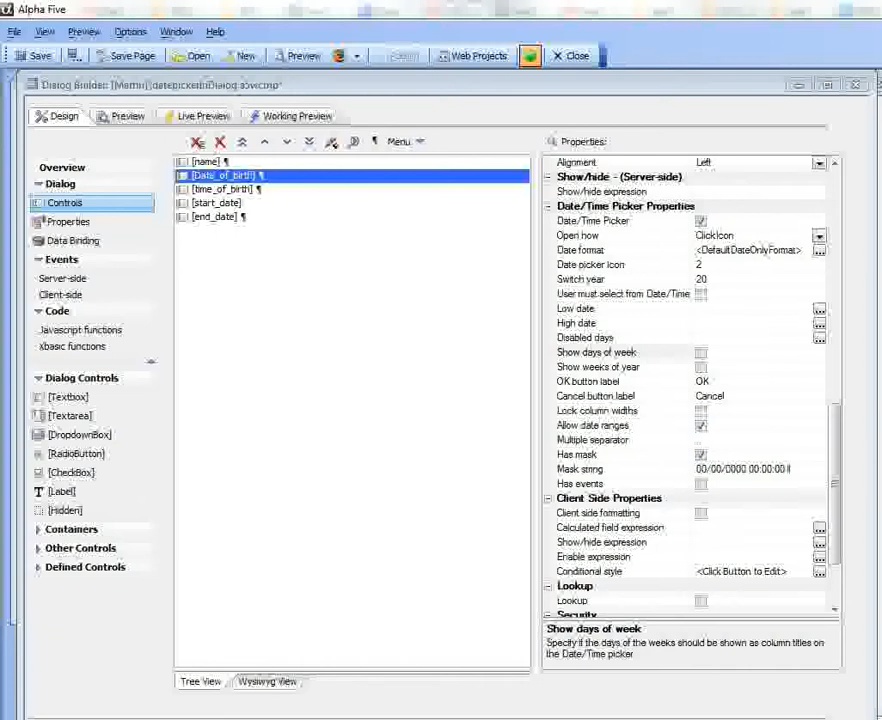 Alpha Five
File View Preview Options Window Help
Save Save Page Open New Preview Publish Web Projects Close
Dialog Builder:
Design Preview Live Preview Working Preview
Menu
Properties:
Overview
Dialog
Controls
Properties
Data Binding
Events
Server-side
Client-side
Code
Javascript functions
Xbasic functions
Dialog Controls
[Textbox]
[Textarea]
[DropdownBox]
[RadioButton]
[CheckBox]
T [Label]
[Hidden]
Containers
Other Controls
Defined Controls
[name] ¶
[Date_of_birth] ¶
[time_of_birth] ¶
[start_date]
[end_date] ¶
Tree View Wysiwyg View
Alignment Left
Show/hide - (Server-side)
Show/hide expression
Date/Time Picker Properties
Date/Time Picker
Open how ClickIcon
Date format <DefaultDateOnlyFormat>
Date picker icon 2
Switch year 20
User must select from Date/Time
Low date
High date
Disabled days
Show days of week
Show weeks of year
OK button label OK
Cancel button label Cancel
Lock column widths
Allow date ranges
Multiple separator
Has mask
Mask string 00/00/0000 00:00:00
Has events
Client Side Properties
Client side formatting
Calculated field expression
Show/hide expression
Enable expression
Conditional style <Click Button to Edit>
Lookup
Lookup
Security
Show days of week
Specify if the days of the weeks should be shown as column titles on
the Date/Time picker